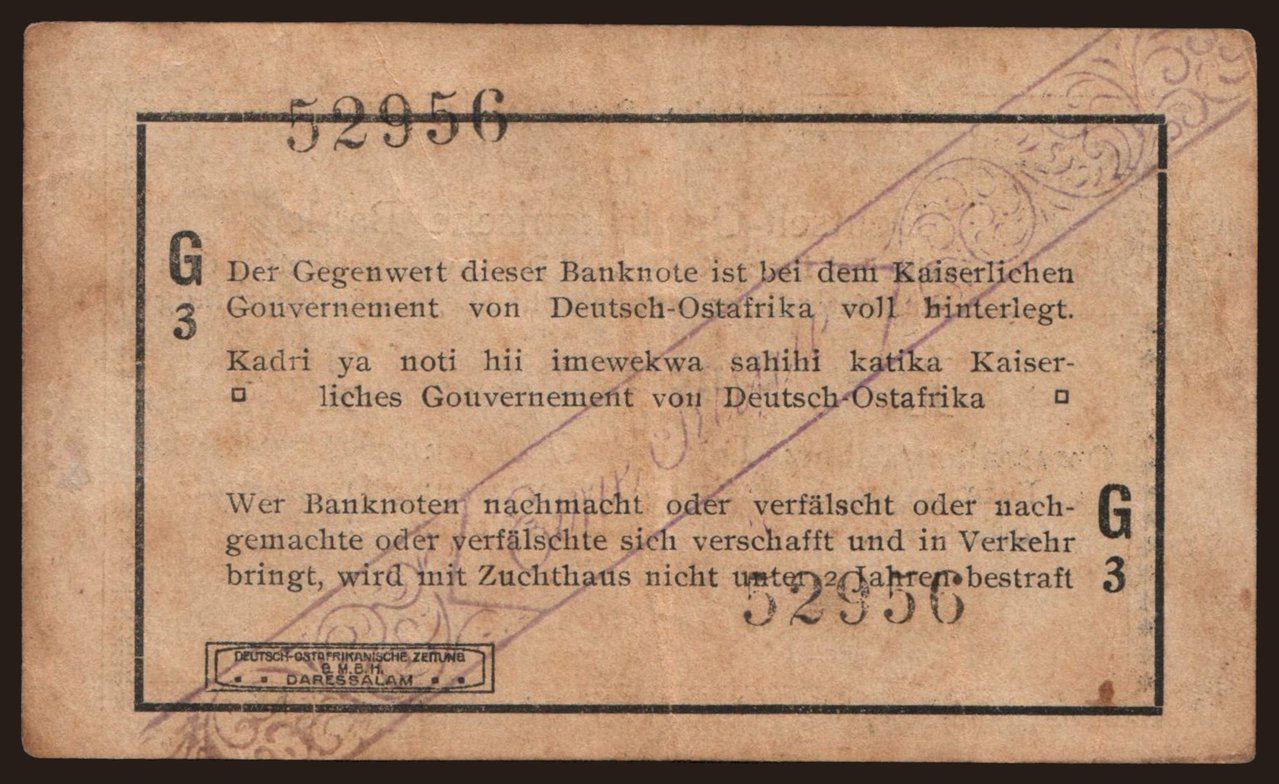 52956
G
3
Der Gegenwert dieser Banknote ist bei dem Kaiserlichen
Gouvernement von Deutsch-Ostafrika voll hinterlegt.
Kadri ya noti hii imewekwa sahihi katika Kaiser-
liches Gouvernement von Deutsch-Ostafrika
Wer Banknoten nachmacht oder verfälscht oder nach-
gemachte oder verfälschte sich verschafft und in Verkehr
bringt, wird mit Zuchthaus nicht unter 2 Jahren bestraft
G
3
52956
DEUTSCH-OSTAFRIKANISCHE ZEITUNG
G.M.B.H.
DARESSALAM